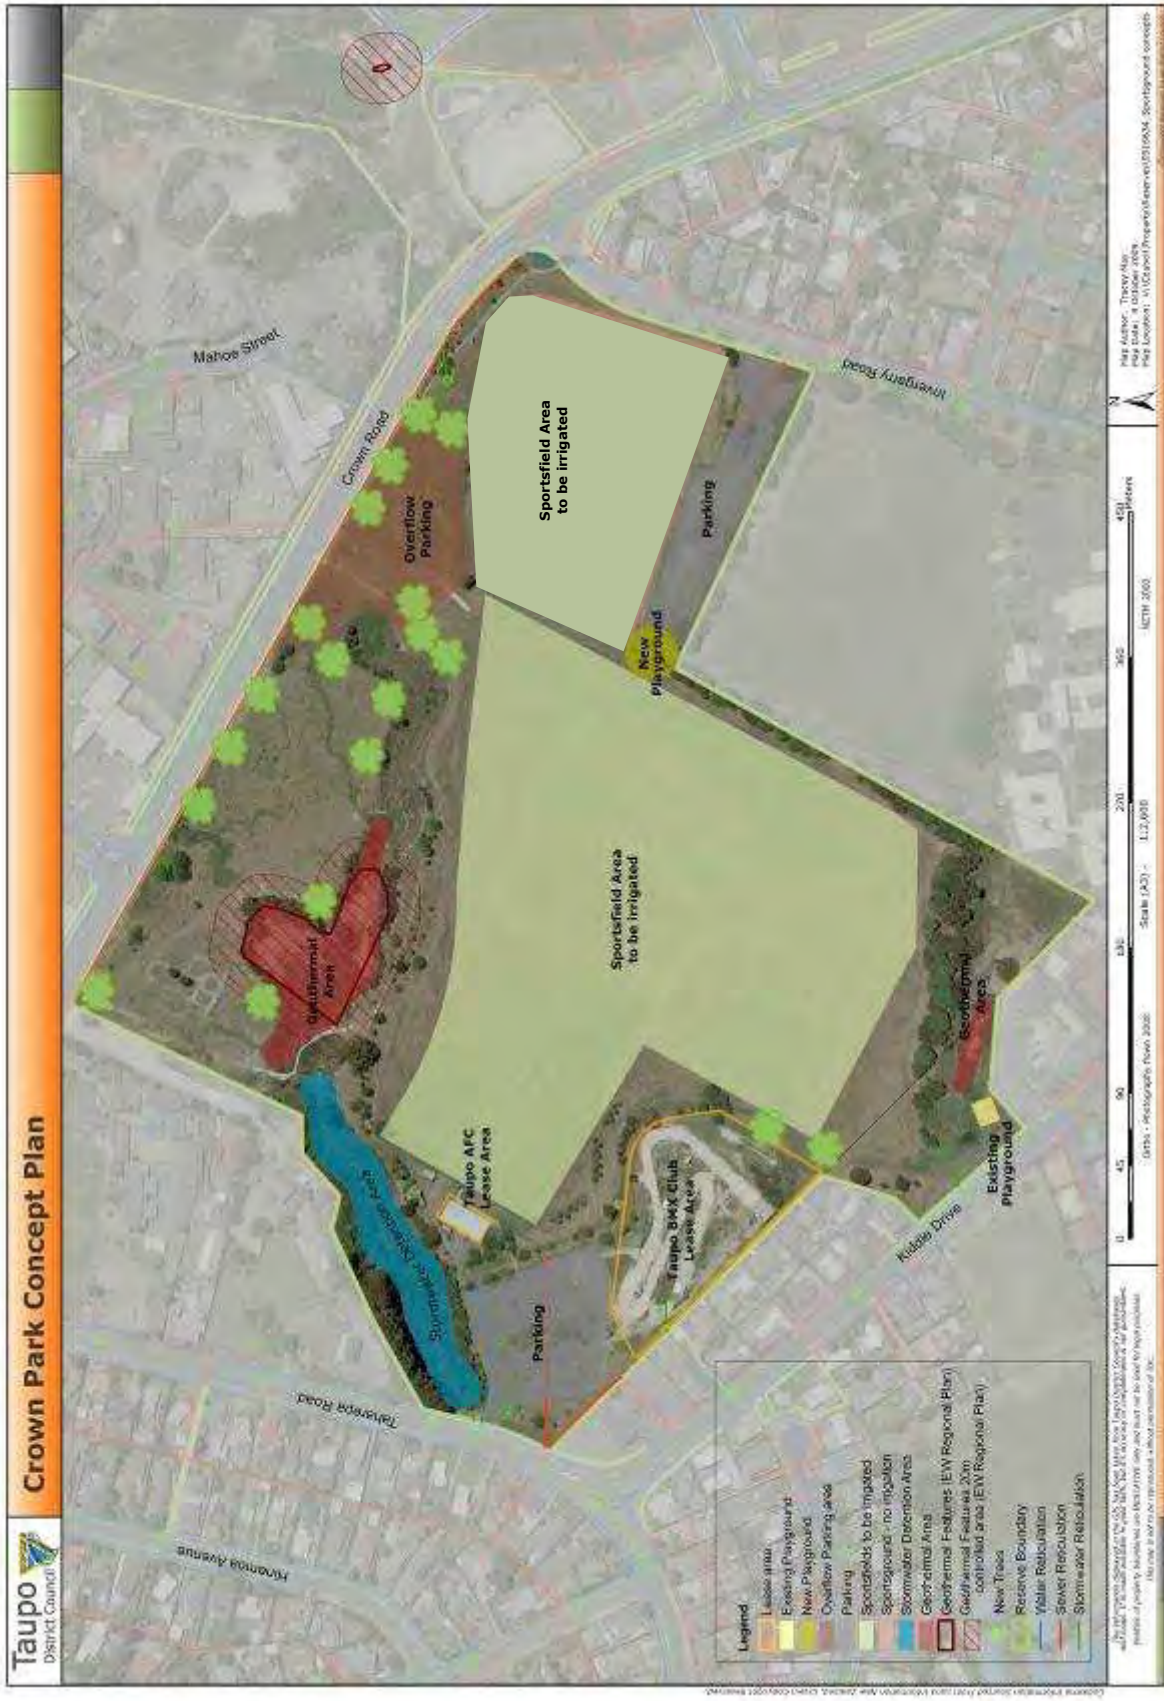 Taupo
District Council
Crown Park Concept Plan
Hinamoa Avenue
Taharepa Road
Mahoe Street
Crown Road
Invergarry Road
Kiddle Drive
Stormwater Detention Area
Geothermal
Area
Overflow
Parking
Sportsfield Area
to be irrigated
Parking
New
Playground
Sportsfield Area
to be irrigated
Taupo AFC
Lease Area
Parking
Taupo BMX Club
Lease Area
Geothermal
Area
Existing
Playground
Legend
Lease area
Existing Playground
New Playground
Overflow Parking area
Parking
Sportsfields to be irrigated
Sportsground - no irrigation
Stormwater Detention Area
Geothermal Area
Geothermal Features (EW Regional Plan)
Geothermal Features 20m
controlled area (EW Regional Plan)
New Trees
Reserve Boundary
Water Reticulation
Sewer Reticulation
Stormwater Reticulation
0 45 90 180 270 360 450
Meters
Scale (A3) - 1:2,000
N
Map Author: Tracey May